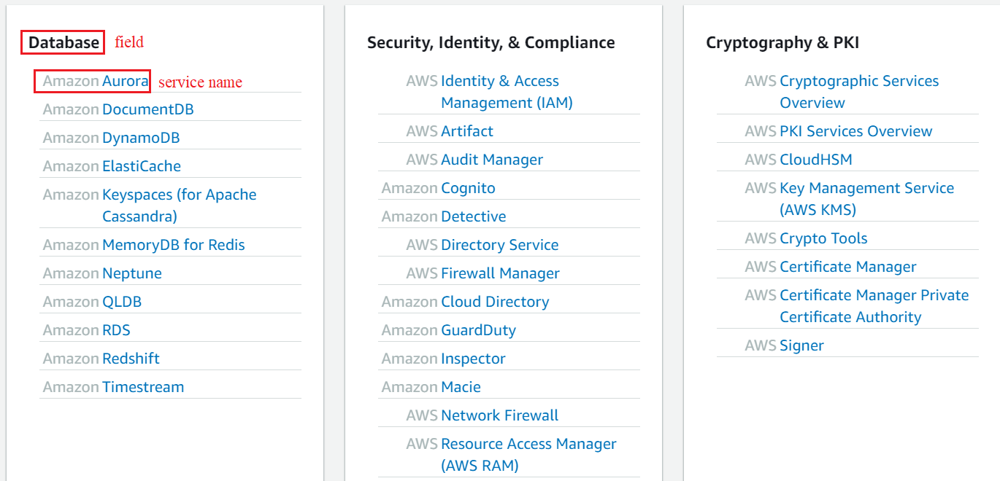 Database field
Amazon Aurora service name
Amazon DocumentDB
Amazon DynamoDB
Amazon ElastiCache
Amazon Keyspaces (for Apache
Cassandra)
Amazon MemoryDB for Redis
Amazon Neptune
Amazon QLDB
Amazon RDS
Amazon Redshift
Amazon Timestream
Security, Identity, & Compliance
AWS Identity & Access
Management (IAM)
AWS Artifact
AWS Audit Manager
Amazon Cognito
Amazon Detective
AWS Directory Service
AWS Firewall Manager
Amazon Cloud Directory
Amazon GuardDuty
Amazon Inspector
Amazon Macie
AWS Network Firewall
AWS Resource Access Manager
(AWS RAM)
Cryptography & PKI
AWS Cryptographic Services
Overview
AWS PKI Services Overview
AWS CloudHSM
AWS Key Management Service
(AWS KMS)
AWS Crypto Tools
AWS Certificate Manager
AWS Certificate Manager Private
Certificate Authority
AWS Signer